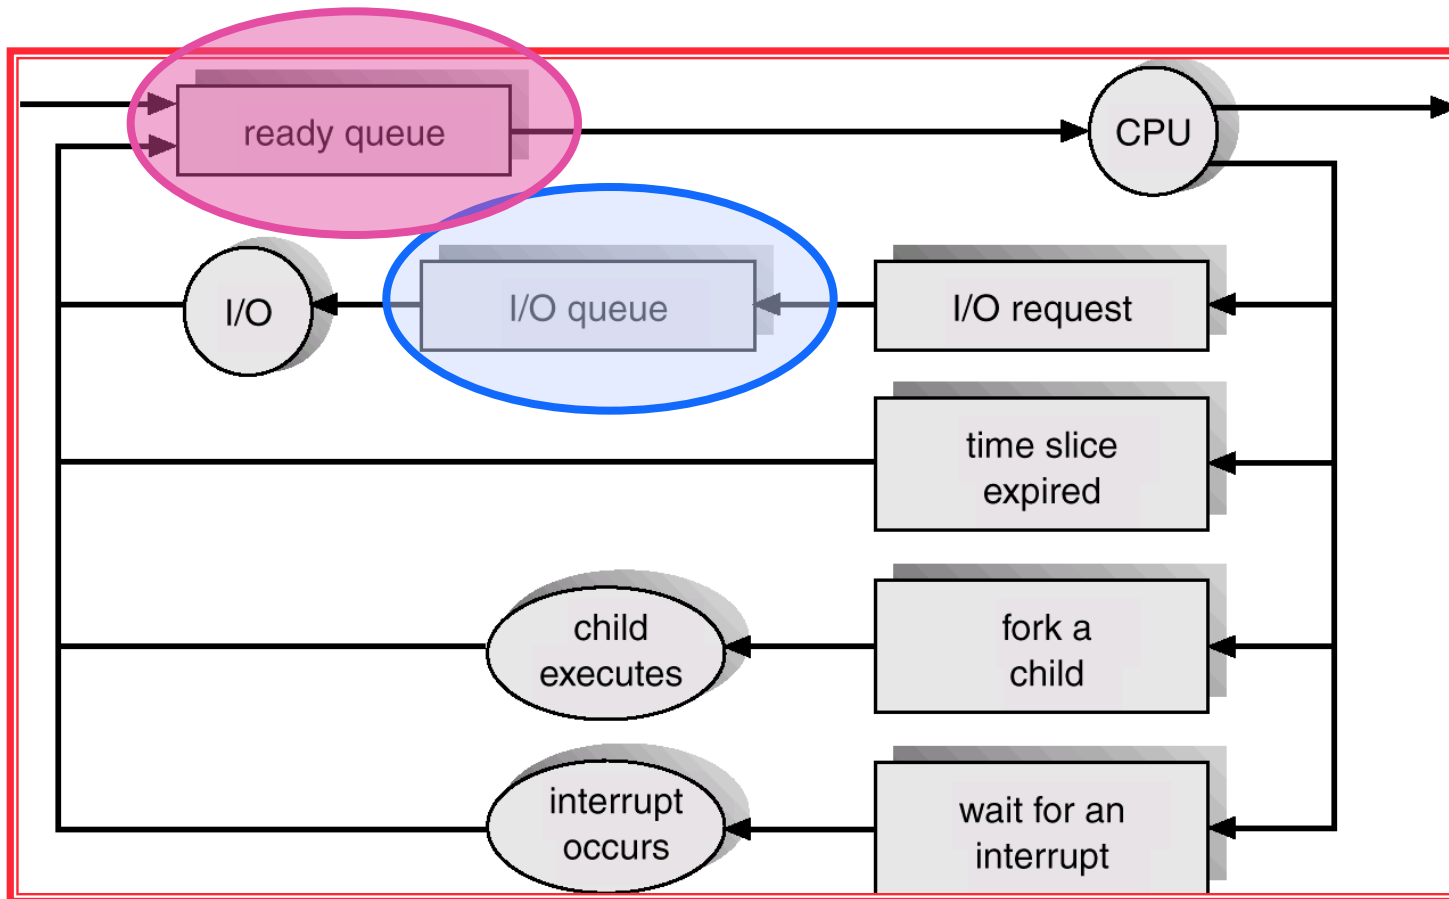 ready queue
CPU
I/O
I/O queue
I/O request
time slice
expired
child
executes
fork a
child
interrupt
occurs
wait for an
interrupt